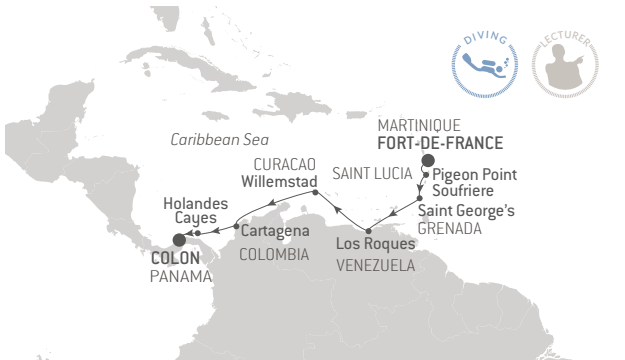 DIVING
LECTURER
MARTINIQUE
FORT-DE-FRANCE
Caribbean Sea
CURACAO
Willemstad
SAINT LUCIA
Pigeon Point
Soufriere
Holandes
Cayes
Saint George's
GRENADA
Cartagena
COLOMBIA
Los Roques
VENEZUELA
COLON
PANAMA